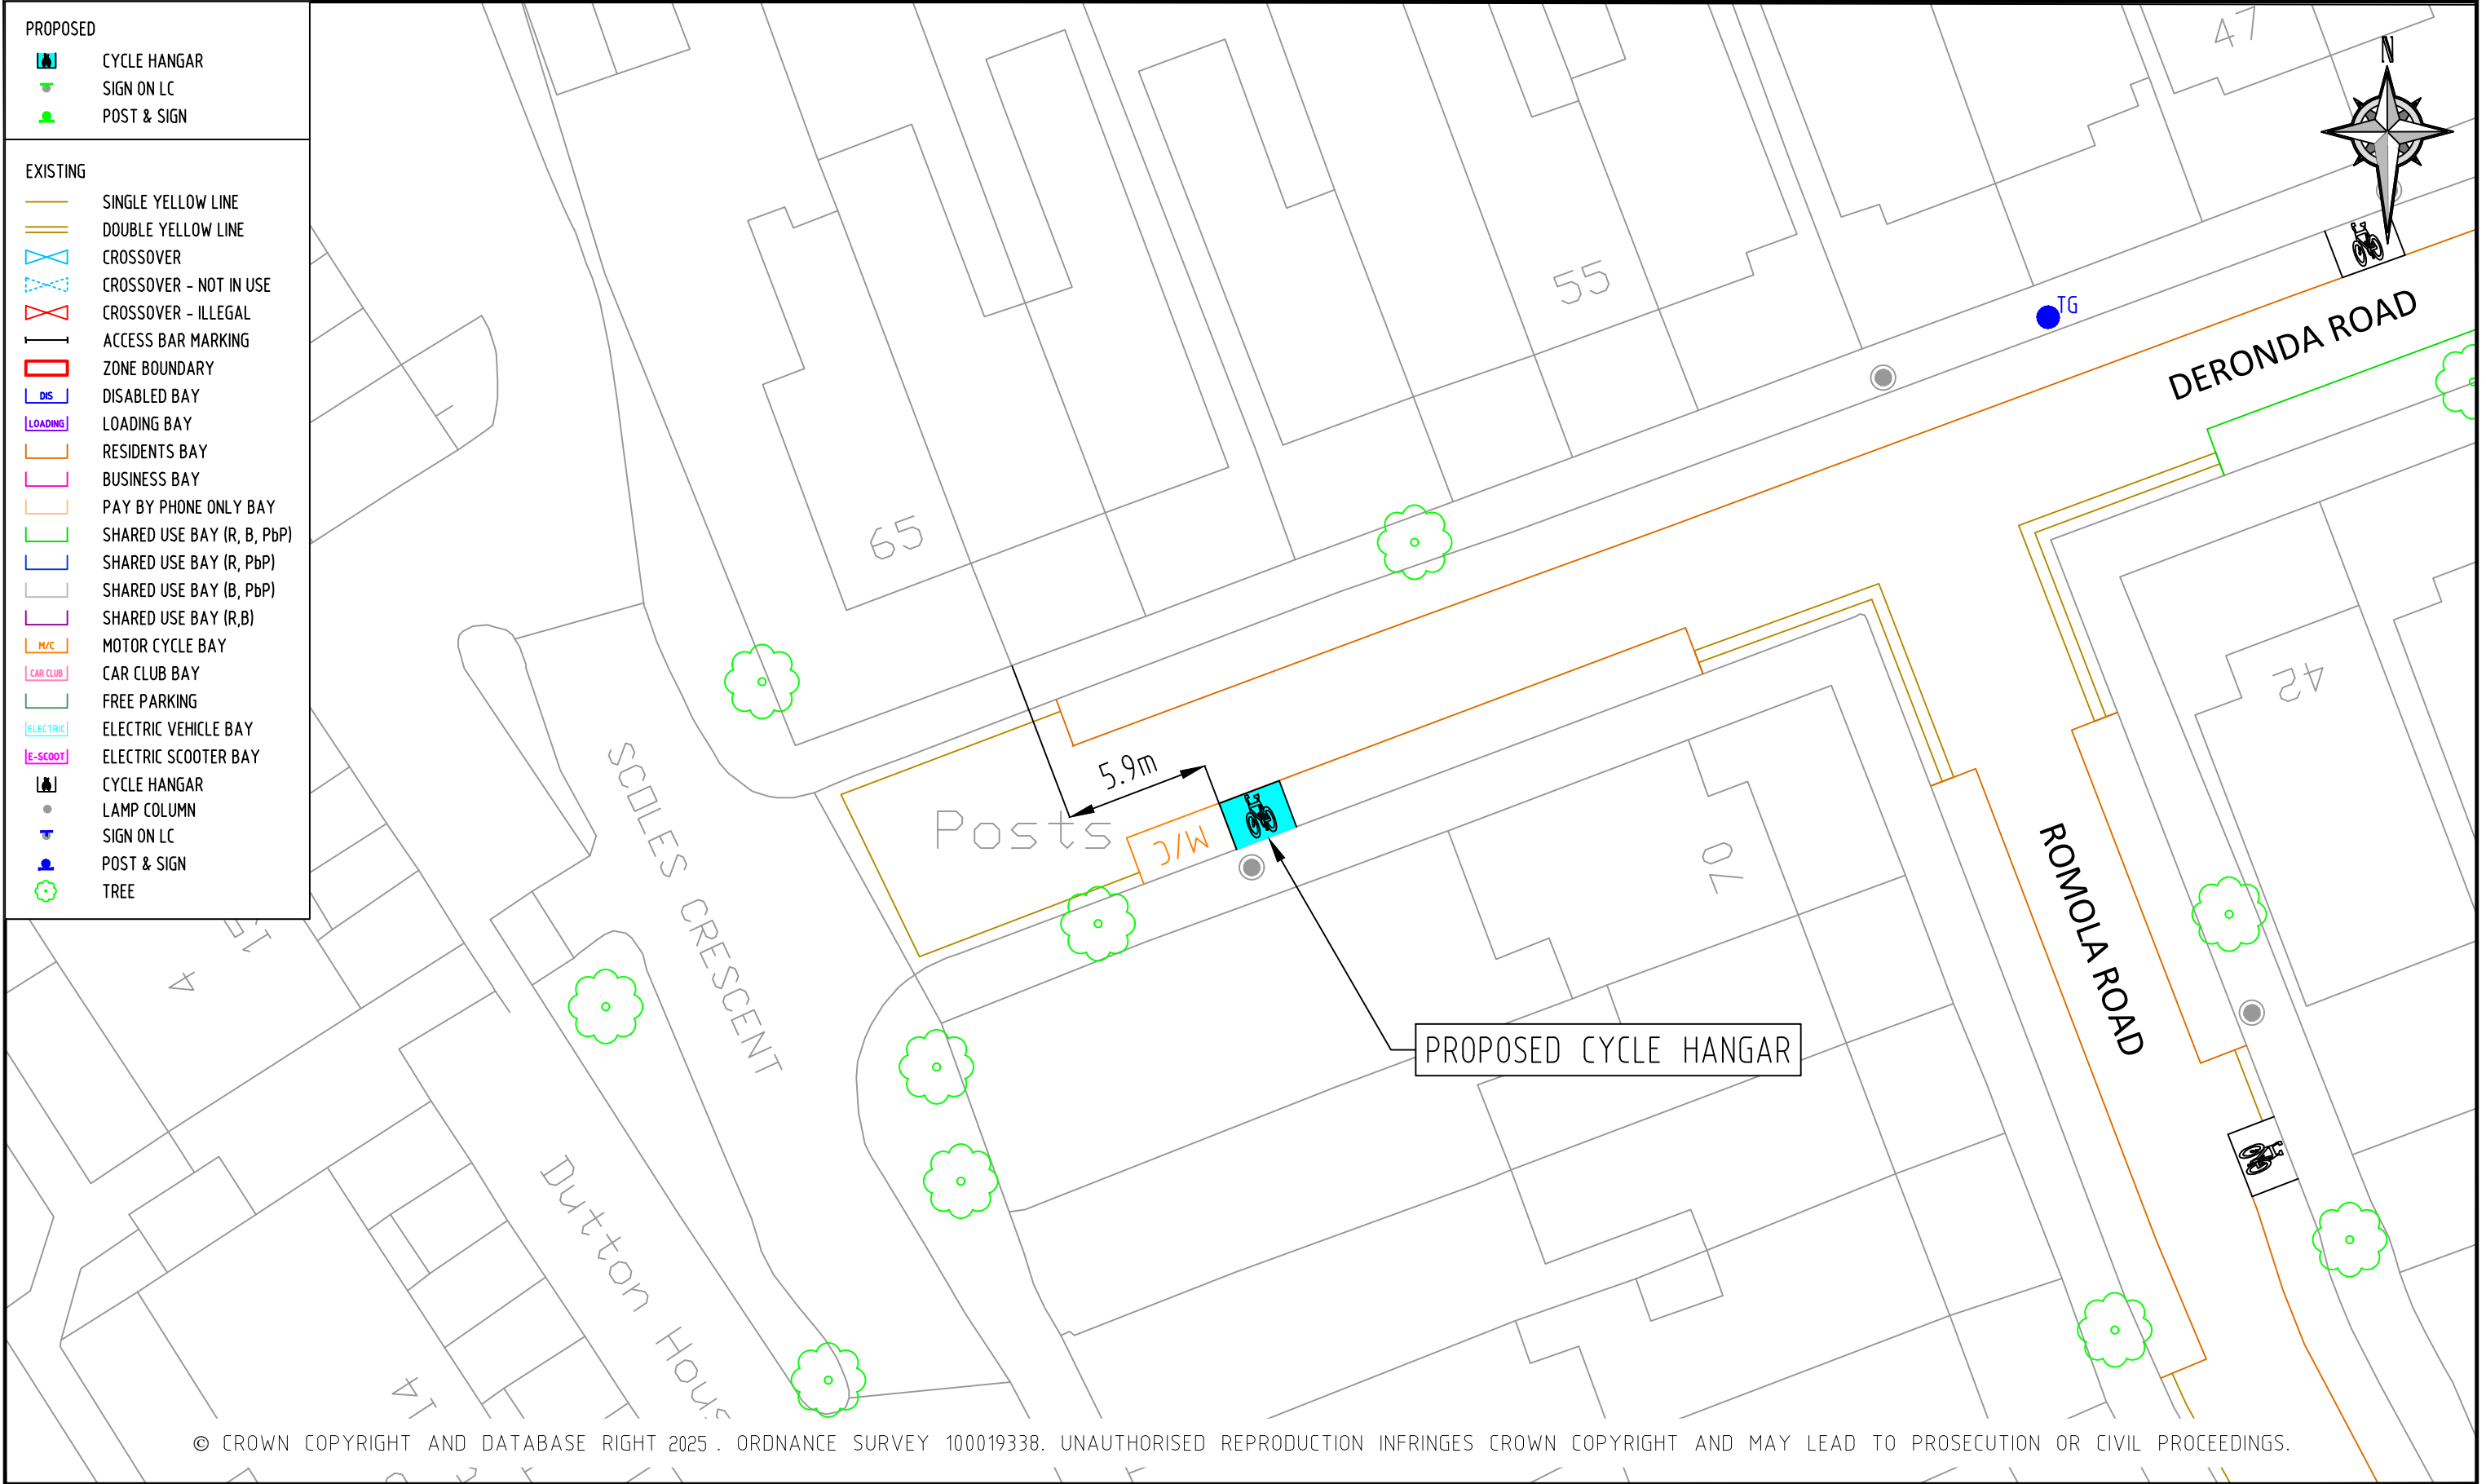 PROPOSED
CYCLE HANGAR
SIGN ON LC
POST & SIGN
EXISTING
SINGLE YELLOW LINE
DOUBLE YELLOW LINE
CROSSOVER
CROSSOVER - NOT IN USE
CROSSOVER - ILLEGAL
ACCESS BAR MARKING
ZONE BOUNDARY
DIS DISABLED BAY
LOADING LOADING BAY
RESIDENTS BAY
BUSINESS BAY
PAY BY PHONE ONLY BAY
SHARED USE BAY (R, B, PbP)
SHARED USE BAY (R, PbP)
SHARED USE BAY (B, PbP)
SHARED USE BAY (R,B)
M/C MOTOR CYCLE BAY
CAR CLUB CAR CLUB BAY
FREE PARKING
ELECTRIC ELECTRIC VEHICLE BAY
E-SCOOT ELECTRIC SCOOTER BAY
CYCLE HANGAR
LAMP COLUMN
SIGN ON LC
POST & SIGN
TREE
47
N
55
TG
DERONDA ROAD
65
42
5.9m
Posts
M/C
SCILES CRESCENT
70
ROMOLA ROAD
PROPOSED CYCLE HANGAR
4
Dutton Hous
14
© CROWN COPYRIGHT AND DATABASE RIGHT 2025 . ORDNANCE SURVEY 100019338. UNAUTHORISED REPRODUCTION INFRINGES CROWN COPYRIGHT AND MAY LEAD TO PROSECUTION OR CIVIL PROCEEDINGS.